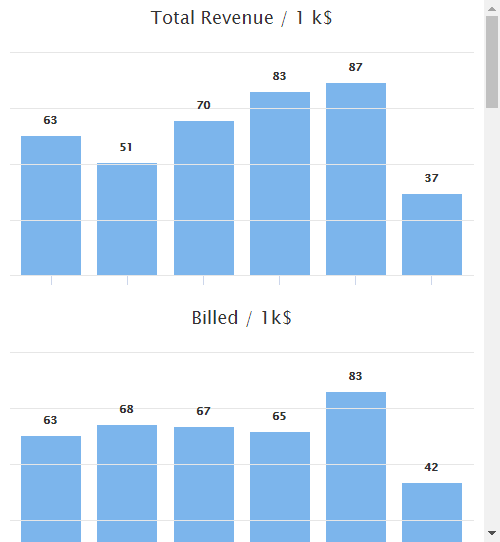 Total Revenue / 1 k$
63 51 70 83 87 37
Billed / 1k$
63 68 67 65 83 42